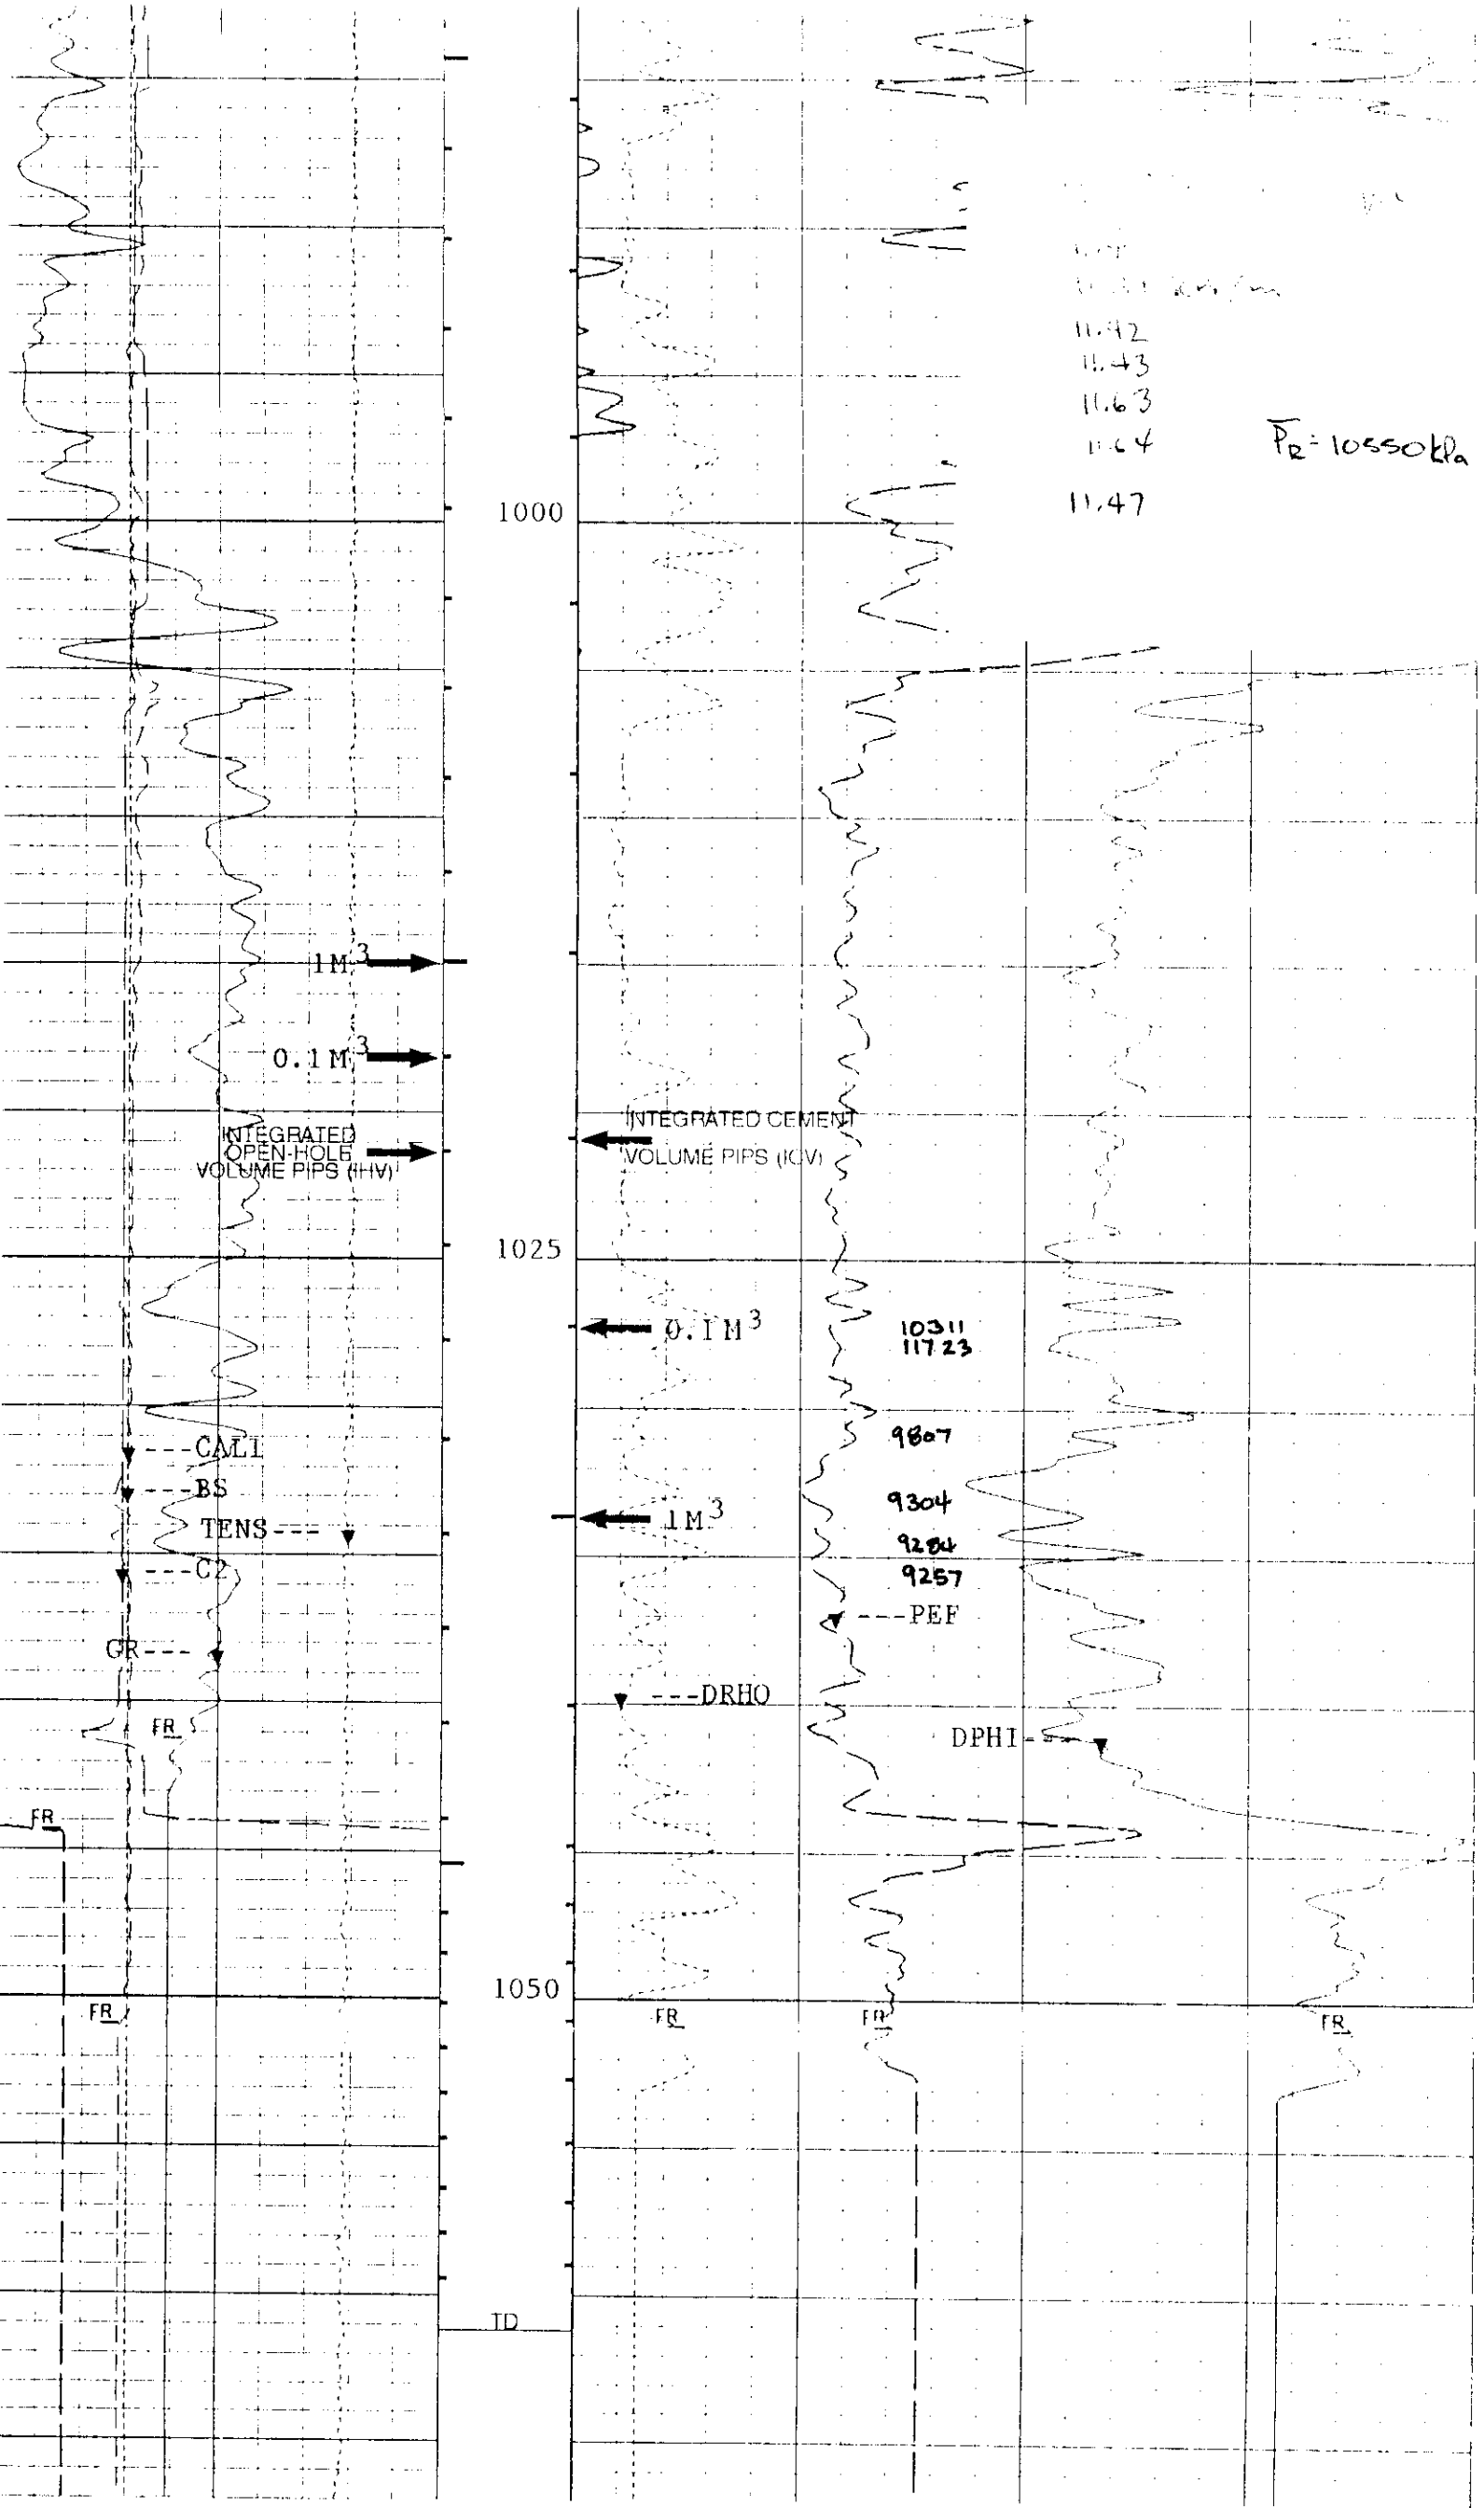 11.42
11.43
11.63
11.64
P̅R = 10550 kPa
1000
11.47
1M³
0.1M³
INTEGRATED
OPEN-HOLE
VOLUME PIPS (IHV)
INTEGRATED CEMENT
VOLUME PIPS (ICV)
1025
0.1M³
10311
11723
---CALI
9807
---BS
9304
TENS---
1M³
9284
---C2
9257
---PEF
GR---
---DRHO
FR
DPHI--
FR
1050
FR
FR
FR
FR
TD